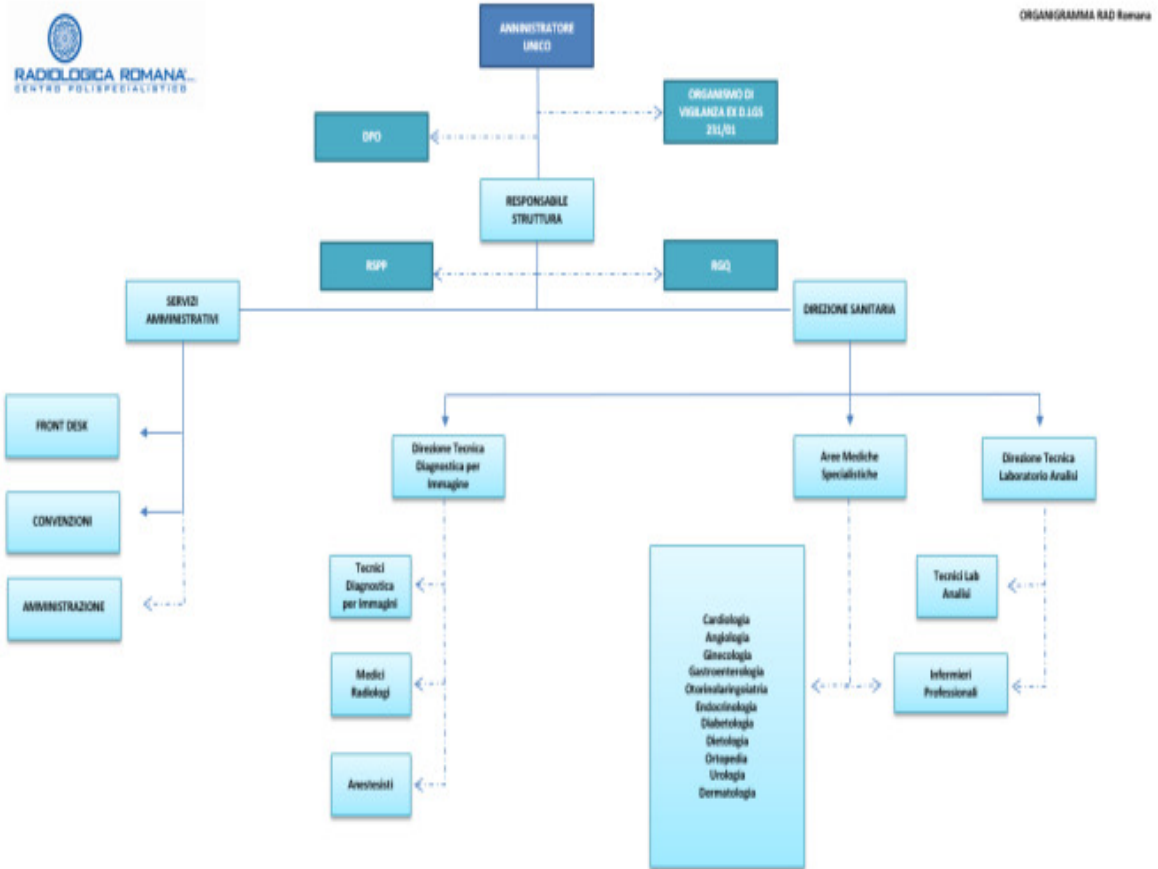 ORGANIGRAMMA RAD Romana
RADIOLOGICA ROMANA
CENTRO POLISPECIALISTICO
ANNINISTRATORE
UNICO
ORGANISMO DI
VIGILANZA EX D.LGS
231/01
DPO
RESPONSABILE
STRUTTURA
RSPP
RGQ
SERVIZI
AMMINISTRATIVI
DIREZIONE SANITARIA
FRONT DESK
CONVENZIONI
AMMINISTRAZIONE
Direzione Tecnica
Diagnostica per
Immagine
Aree Mediche
Specialistiche
Direzione Tecnica
Laboratorio Analisi
Tecnici
Diagnostica
per Immagini
Medici
Radiologi
Anestesisti
Cardiologia
Angiologia
Ginecologia
Gastroenterologia
Otorinolaringoiatria
Endocrinologia
Diabetologia
Dietologia
Ortopedia
Urologia
Dermatologia
Tecnici Lab
Analisi
Infermieri
Professionali